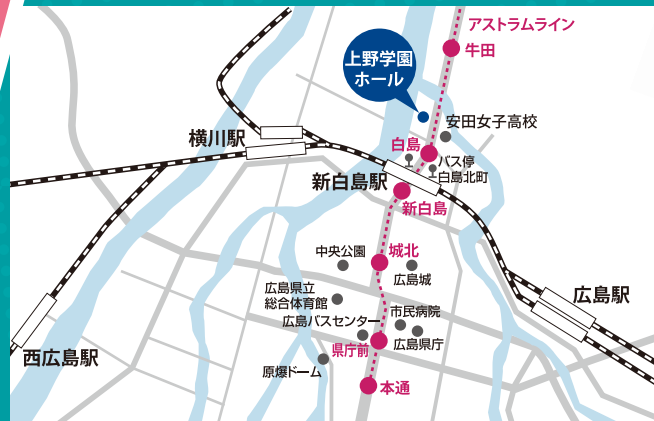 アストラムライン
牛田
上野学園
ホール
安田女子高校
横川駅
白島
バス停
白島北町
新白島駅
新白島
中央公園
城北
広島城
広島県立
総合体育館
広島駅
市民病院
広島バスセンター
広島県庁
県庁前
西広島駅
原爆ドーム
本通